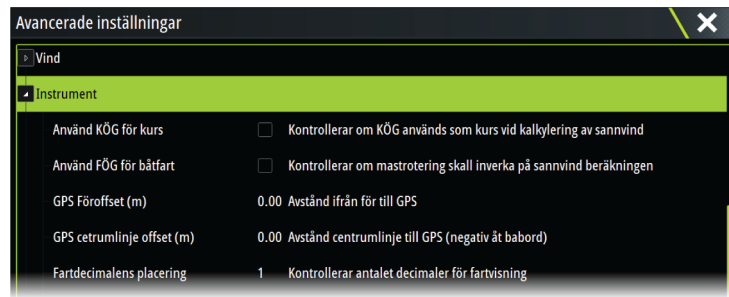 Avancerade inställningar
Vind
Instrument
Använd KÖG för kurs Kontrollerar om KÖG används som kurs vid kalkylering av sannvind
Använd FÖG för båtfart Kontrollerar om mastrotering skall inverka på sannvind beräkningen
GPS Föroffset (m) 0.00 Avstånd ifrån för till GPS
GPS cetrumlinje offset (m) 0.00 Avstånd centrumlinje till GPS (negativ åt babord)
Fartdecimalens placering 1 Kontrollerar antalet decimaler för fartvisning